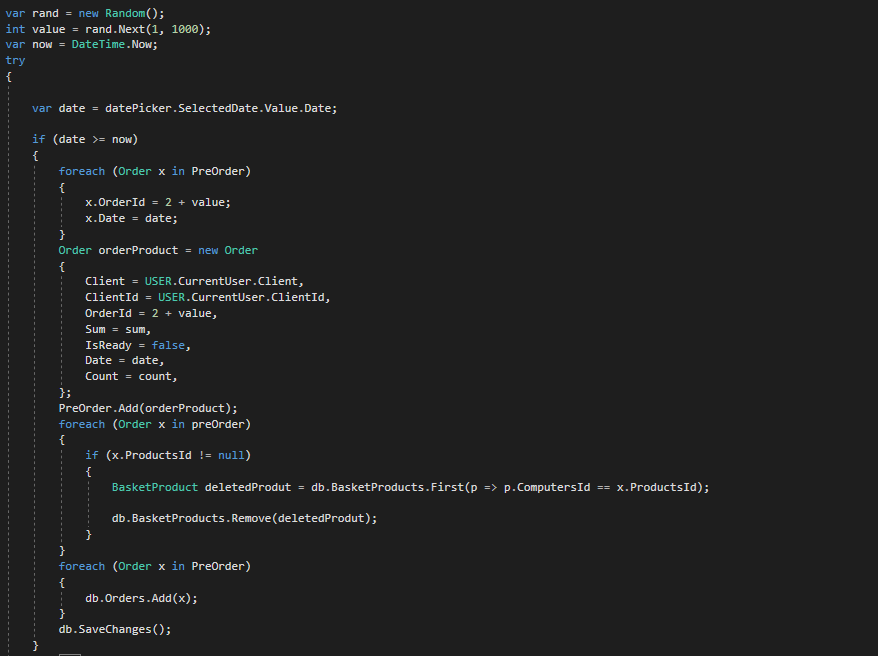 var rand = new Random();
int value = rand.Next(1, 1000);
var now = DateTime.Now;
try
{
var date = datePicker.SelectedDate.Value.Date;
if (date >= now)
{
foreach (Order x in PreOrder)
{
x.OrderId = 2 + value;
x.Date = date;
}
Order orderProduct = new Order
{
Client = USER.CurrentUser.Client,
ClientId = USER.CurrentUser.ClientId,
OrderId = 2 + value,
Sum = sum,
IsReady = false,
Date = date,
Count = count,
};
PreOrder.Add(orderProduct);
foreach (Order x in preOrder)
{
if (x.ProductsId != null)
{
BasketProduct deletedProdut = db.BasketProducts.First(p => p.ComputersId == x.ProductsId);
db.BasketProducts.Remove(deletedProdut);
}
}
foreach (Order x in PreOrder)
{
db.Orders.Add(x);
}
db.SaveChanges();
}